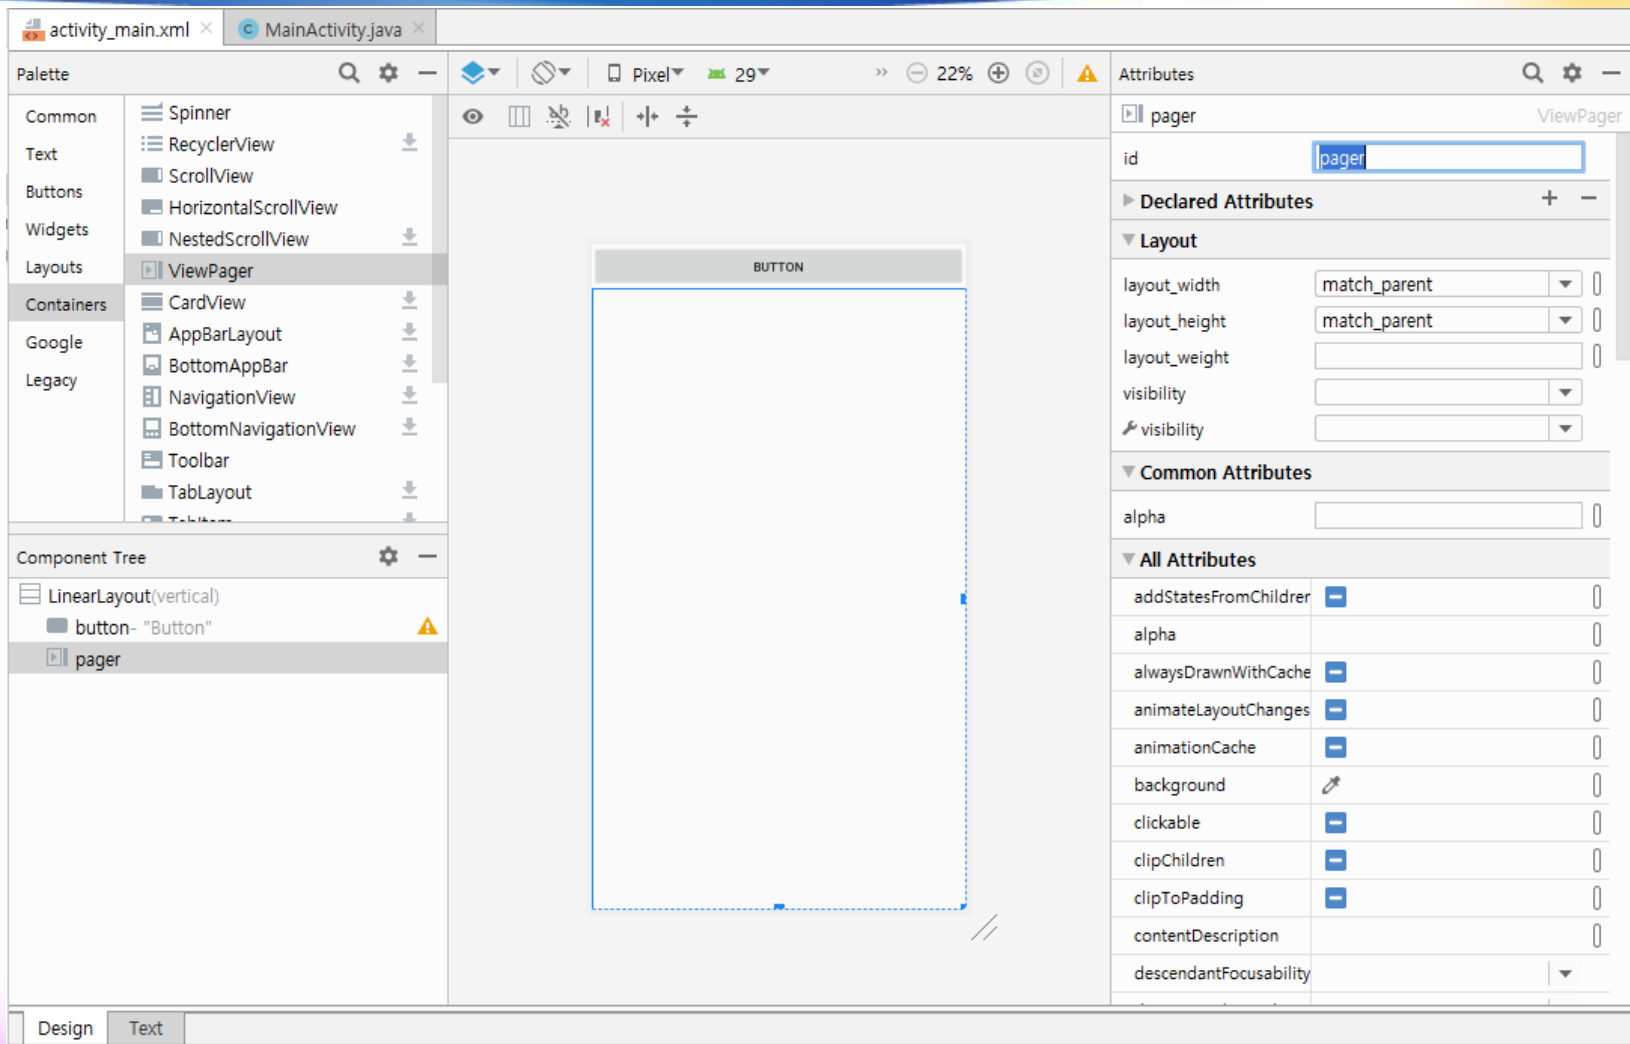 activity_main.xml
MainActivity.java
Palette
Common
Text
Buttons
Widgets
Layouts
Containers
Google
Legacy
Spinner
RecyclerView
ScrollView
HorizontalScrollView
NestedScrollView
ViewPager
CardView
AppBarLayout
BottomAppBar
NavigationView
BottomNavigationView
Toolbar
TabLayout
TabItem
Component Tree
LinearLayout(vertical)
button- "Button"
pager
Pixel
29
22%
BUTTON
Attributes
pager ViewPager
id pager
Declared Attributes
Layout
layout_width match_parent
layout_height match_parent
layout_weight
visibility
visibility
Common Attributes
alpha
All Attributes
addStatesFromChildren
alpha
alwaysDrawnWithCache
animateLayoutChanges
animationCache
background
clickable
clipChildren
clipToPadding
contentDescription
descendantFocusability
Design
Text